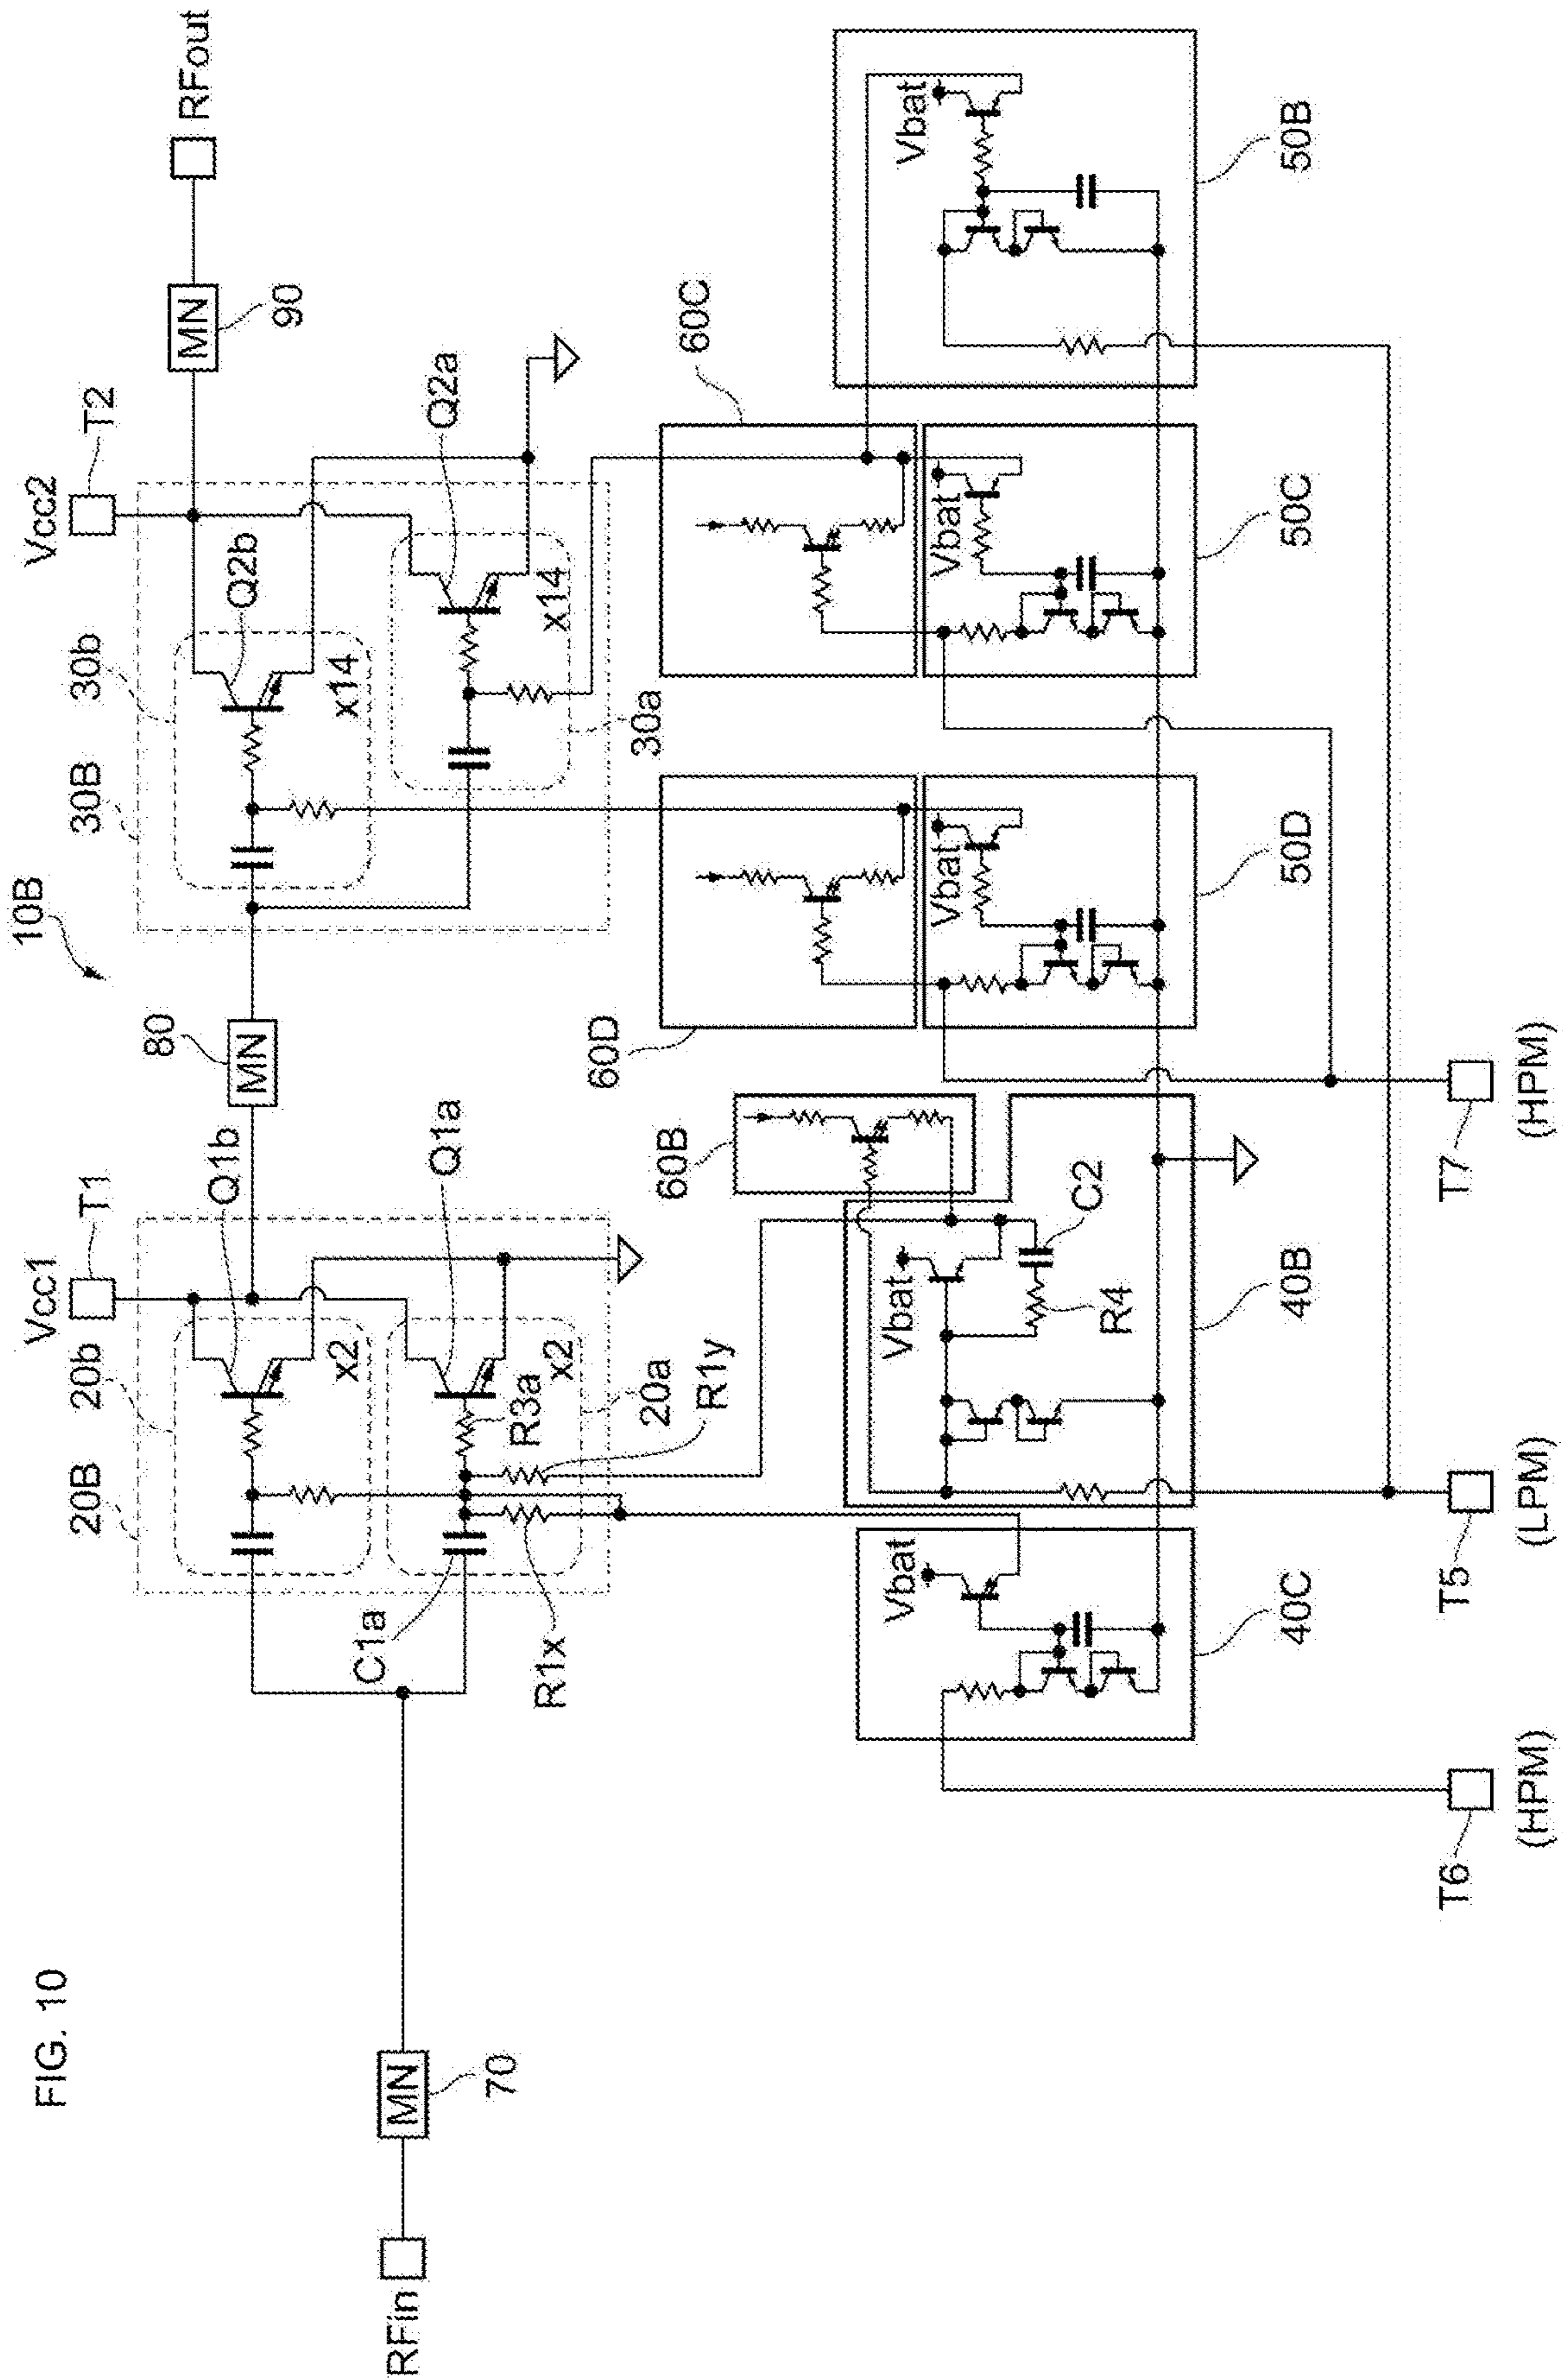 FIG. 10
10B
Vcc1
T1
Vcc2
T2
RFout
MN
90
20B
20b
Q1b
80
MN
30B
30b
Q2b
x2
x14
Q1a
Q2a
x2
x14
C1a
R3a
20a
R1x
R1y
30a
RFin
MN
70
60B
60D
60C
Vbat
Vbat
Vbat
Vbat
Vbat
R4
C2
40C
40B
50D
50C
50B
T6
(HPM)
T5
(LPM)
T7
(HPM)